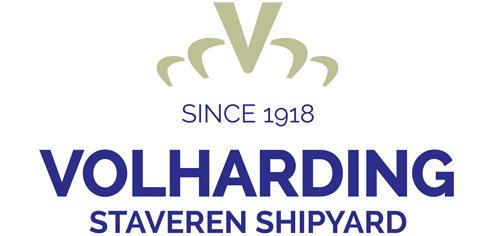 V
SINCE 1918
VOLHARDING
STAVEREN SHIPYARD